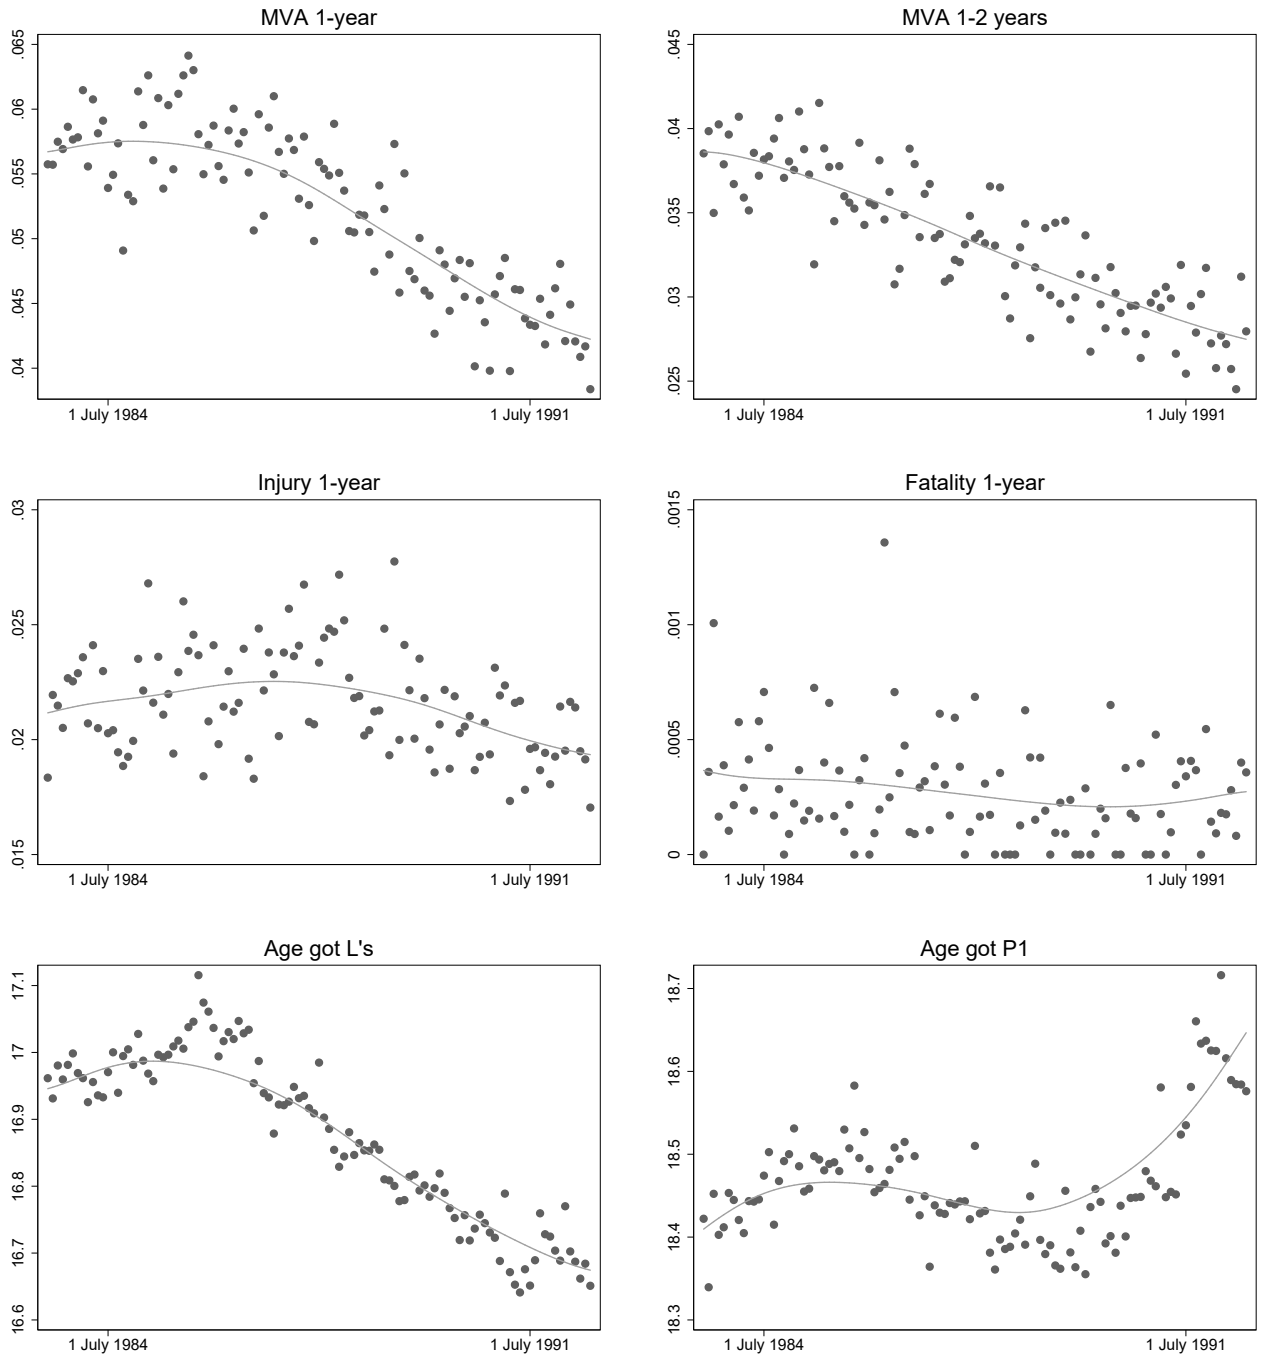 MVA 1-year
.065
.06
.055
.05
.045
.04
1 July 1984
1 July 1991
MVA 1-2 years
.045
.04
.035
.03
.025
1 July 1984
1 July 1991
Injury 1-year
.03
.025
.02
.015
1 July 1984
1 July 1991
Fatality 1-year
.0015
.001
.0005
0
1 July 1984
1 July 1991
Age got L's
17.1
17
16.9
16.8
16.7
16.6
1 July 1984
1 July 1991
Age got P1
18.7
18.6
18.5
18.4
18.3
1 July 1984
1 July 1991